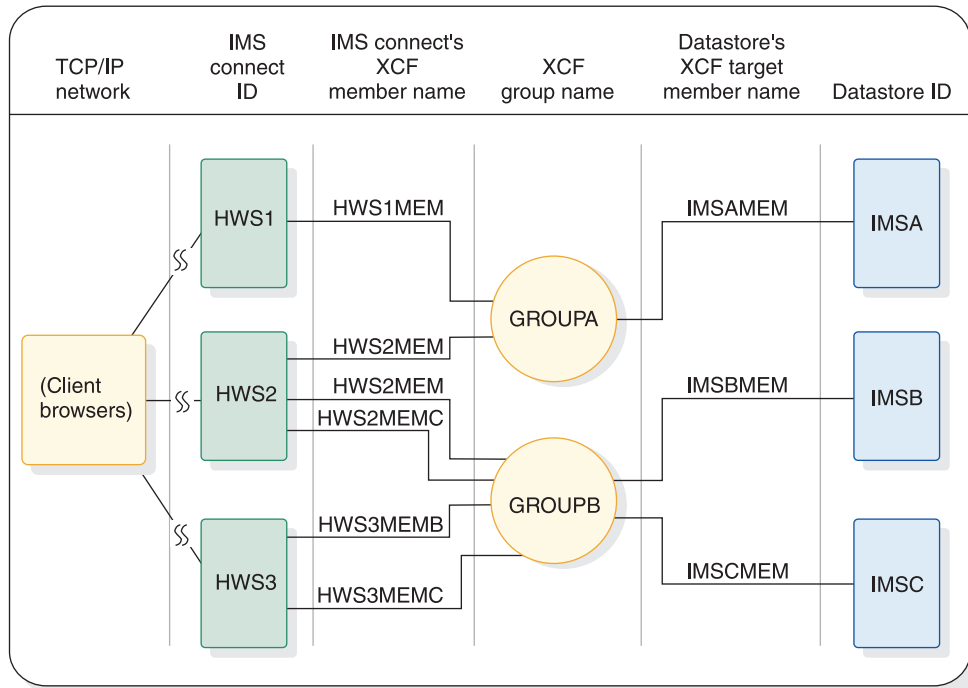 TCP/IP
network
IMS
connect
ID
IMS connect's
XCF
member name
XCF
group name
Datastore's
XCF target
member name
Datastore ID
(Client
browsers)
HWS1
HWS2
HWS3
HWS1MEM
HWS2MEM
HWS2MEM
HWS2MEMC
HWS3MEMB
HWS3MEMC
GROUPA
GROUPB
IMSAMEM
IMSBMEM
IMSCMEM
IMSA
IMSB
IMSC